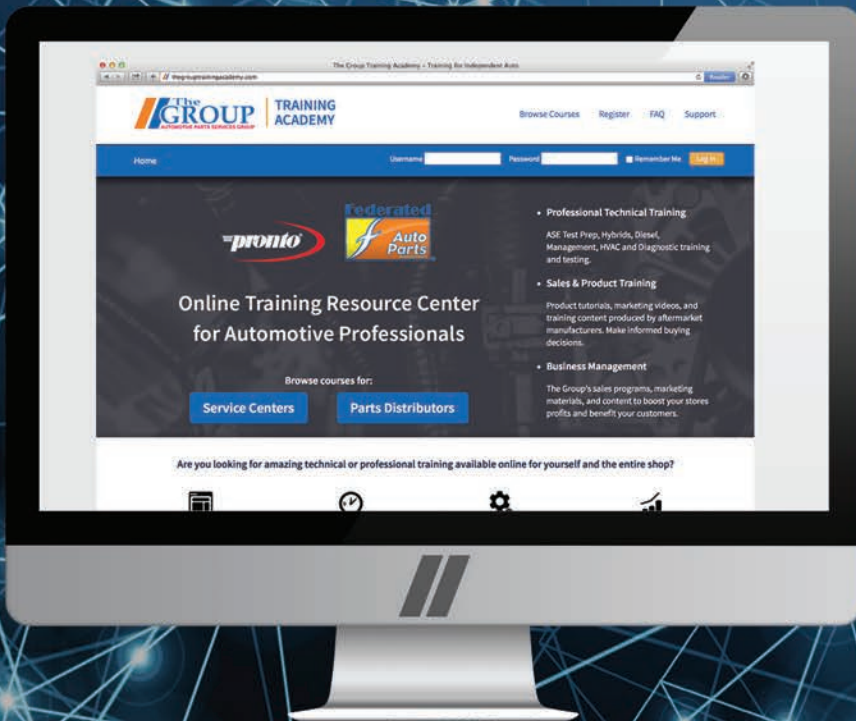 The Group Training Academy - Training for Independent Auto
thegrouptrainingacademy.com
Reader
The
GROUP
AUTOMOTIVE PARTS SERVICES GROUP
TRAINING
ACADEMY
Browse Courses Register FAQ Support
Home Username Password Remember Me Log In
pronto
Federated
Auto
Parts
Online Training Resource Center
for Automotive Professionals
Browse courses for:
Service Centers Parts Distributors
• Professional Technical Training
ASE Test Prep, Hybrids, Diesel,
Management, HVAC and Diagnostic training
and testing.
• Sales & Product Training
Product tutorials, marketing videos, and
training content produced by aftermarket
manufacturers. Make informed buying
decisions.
• Business Management
The Group's sales programs, marketing
materials, and content to boost your stores
profits and benefit your customers.
Are you looking for amazing technical or professional training available online for yourself and the entire shop?